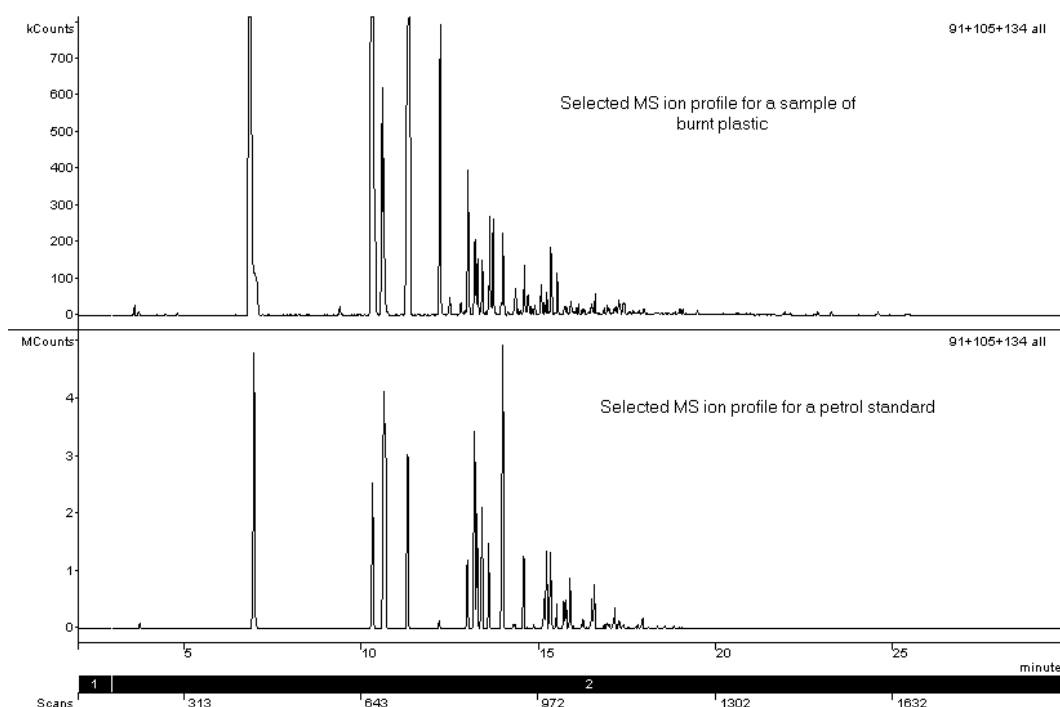 kCounts
91+105+134 all
700
600
500
400
300
200
100
0
Selected MS ion profile for a sample of
burnt plastic
MCounts
91+105+134 all
4
3
2
1
0
Selected MS ion profile for a petrol standard
5 10 15 20 25
minute
1 2
Scans 313 643 972 1302 1632